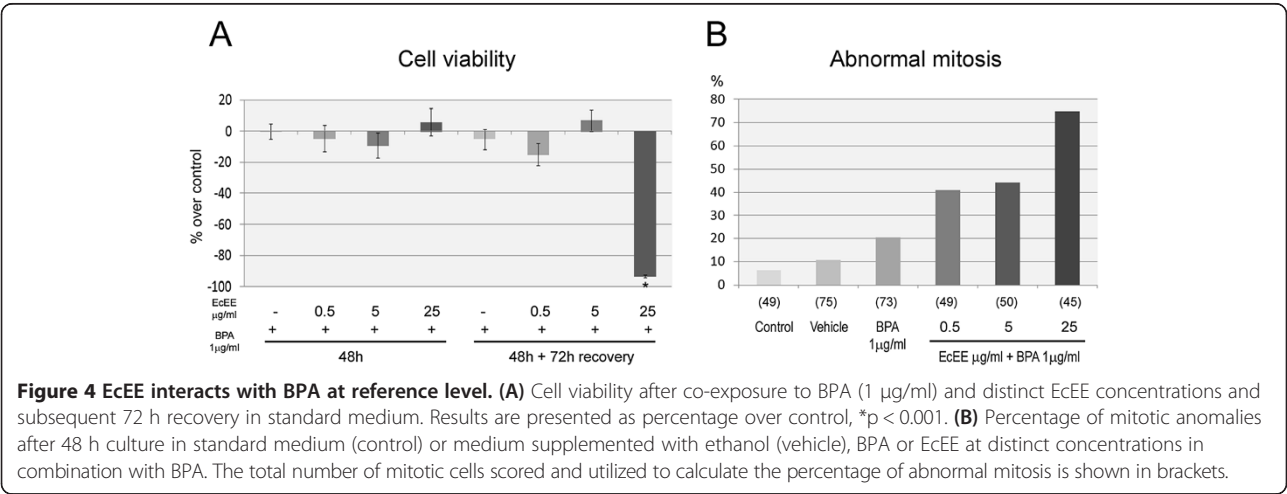 A
Cell viability
% over control
20
0
-20
-40
-60
-80
-100
EcEE
µg/ml
- 0.5 5 25 - 0.5 5 25
BPA
1µg/ml
+ + + + + + + +
*
48h 48h + 72h recovery
B
Abnormal mitosis
%
80
70
60
50
40
30
20
10
0
(49) (75) (73) (49) (50) (45)
Control Vehicle BPA 0.5 5 25
1µg/ml
EcEE µg/ml + BPA 1µg/ml
Figure 4 EcEE interacts with BPA at reference level. (A) Cell viability after co-exposure to BPA (1 µg/ml) and distinct EcEE concentrations and
subsequent 72 h recovery in standard medium. Results are presented as percentage over control, *p < 0.001. (B) Percentage of mitotic anomalies
after 48 h culture in standard medium (control) or medium supplemented with ethanol (vehicle), BPA or EcEE at distinct concentrations in
combination with BPA. The total number of mitotic cells scored and utilized to calculate the percentage of abnormal mitosis is shown in brackets.